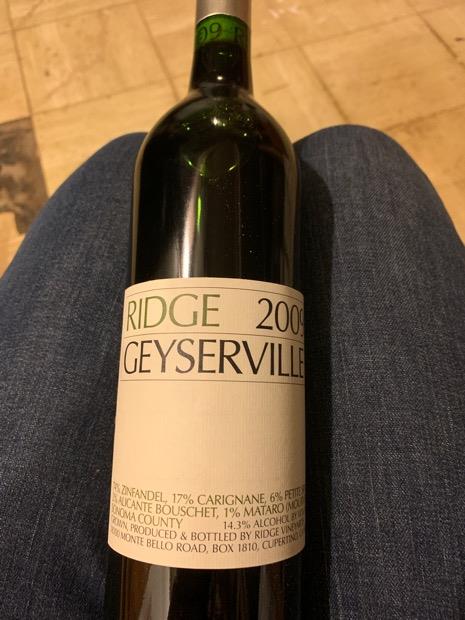 09 R
RIDGE 2009
GEYSERVILLE
ZINFANDEL, 17% CARIGNANE, 6% PETITE
ALICANTE BOUSCHET, 1% MATARO
SONOMA COUNTY 14.3% ALCOHOL BY
GROWN, PRODUCED & BOTTLED BY RIDGE
MONTE BELLO ROAD, BOX 1810, CUPERTINO